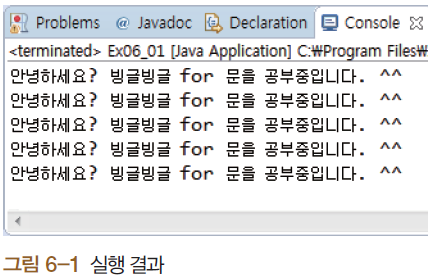 Problems @ Javadoc Declaration Console
<terminated> Ex06_01 [Java Application] C:₩Program Files₩
안녕하세요? 빙글빙글 for 문을 공부중입니다. ^^
안녕하세요? 빙글빙글 for 문을 공부중입니다. ^^
안녕하세요? 빙글빙글 for 문을 공부중입니다. ^^
안녕하세요? 빙글빙글 for 문을 공부중입니다. ^^
안녕하세요? 빙글빙글 for 문을 공부중입니다. ^^
그림 6-1 실행 결과